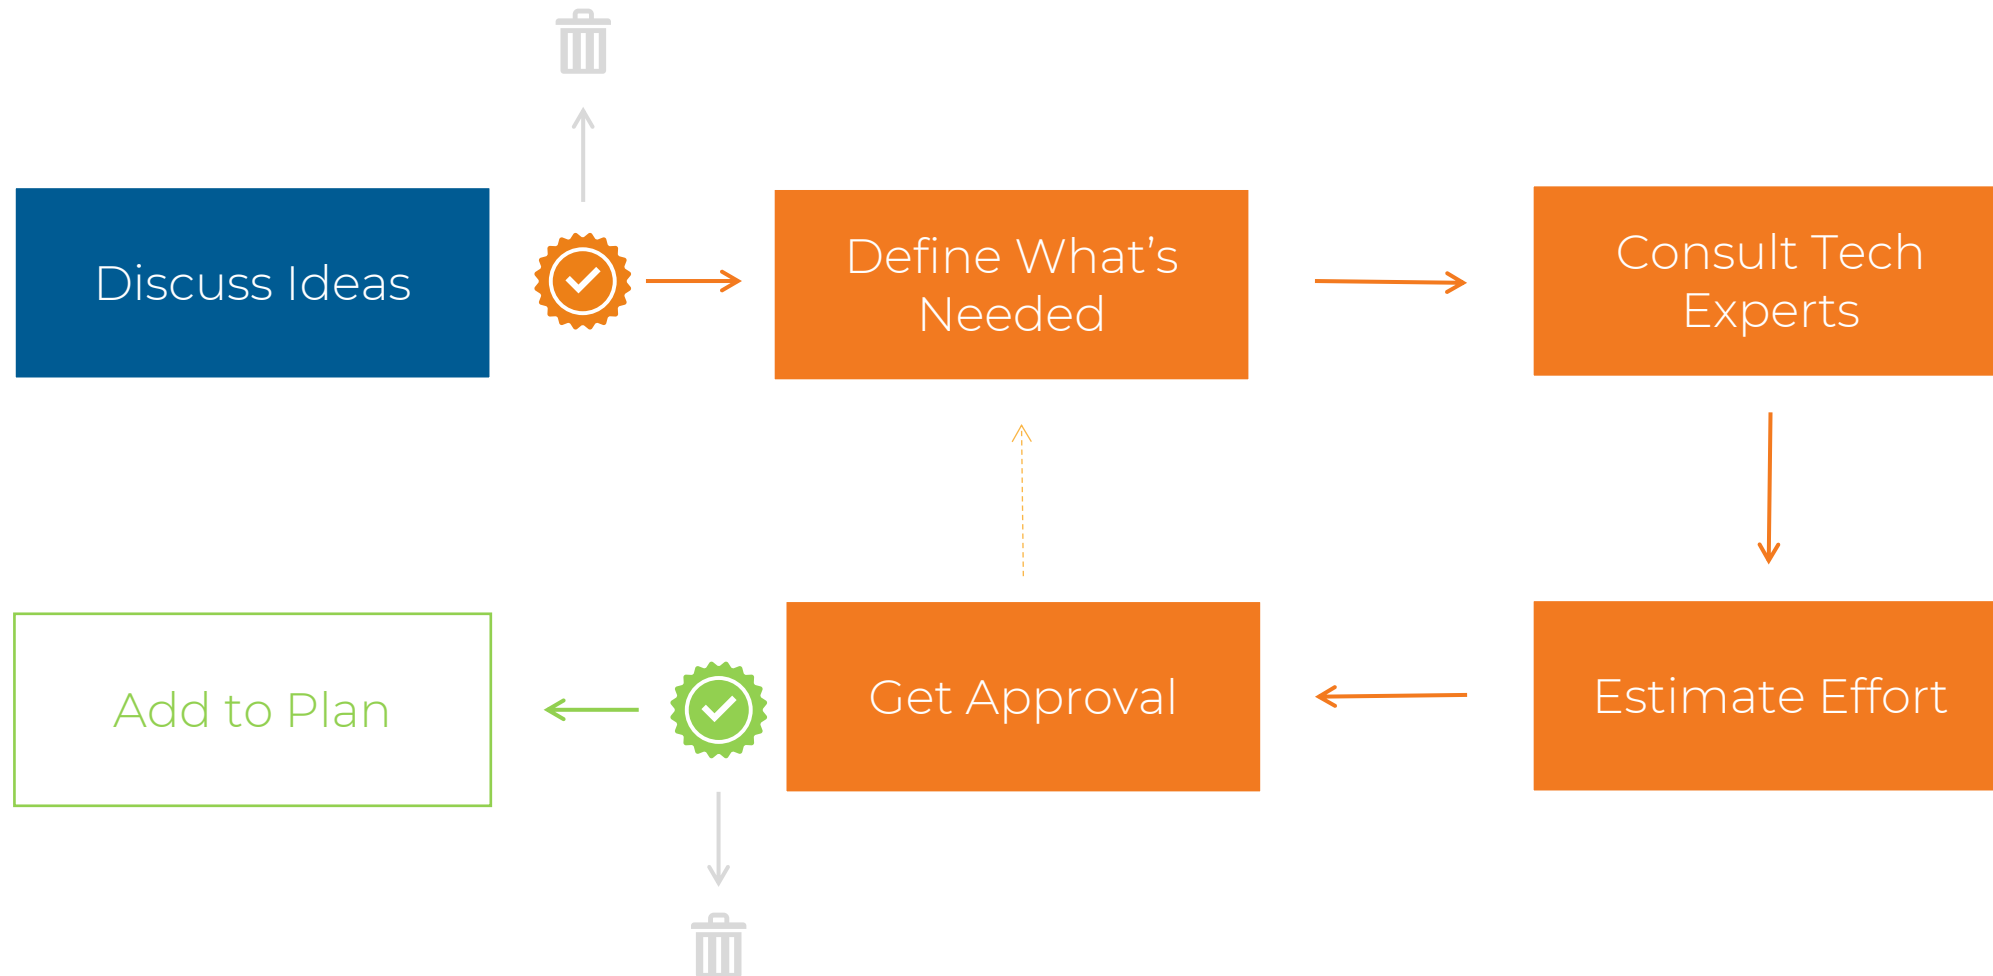 Discuss Ideas
Define What’s
Needed
Consult Tech
Experts
Add to Plan
Get Approval
Estimate Effort